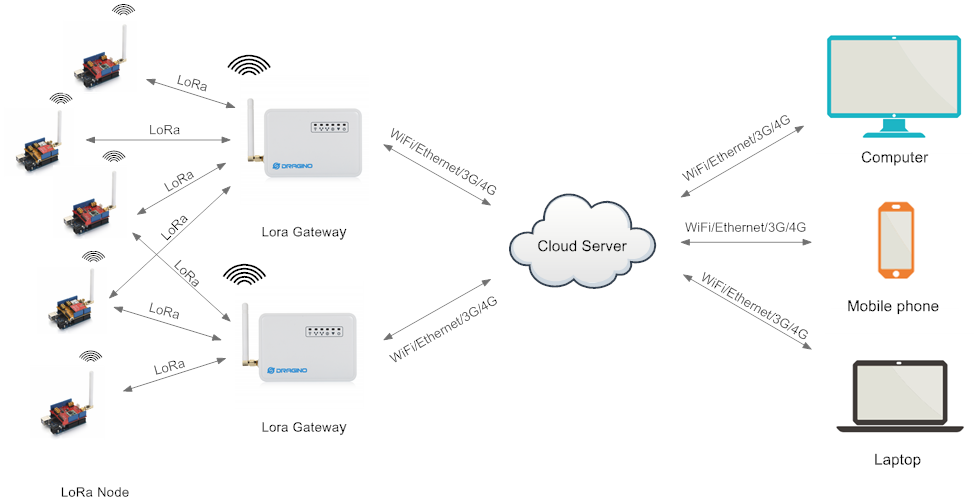 LoRa
LoRa
LoRa
LoRa
LoRa
LoRa
LoRa
DRAGINO
Lora Gateway
DRAGINO
Lora Gateway
LoRa Node
WiFi/Ethernet/3G/4G
WiFi/Ethernet/3G/4G
Cloud Server
WiFi/Ethernet/3G/4G
WiFi/Ethernet/3G/4G
WiFi/Ethernet/3G/4G
Computer
Mobile phone
Laptop